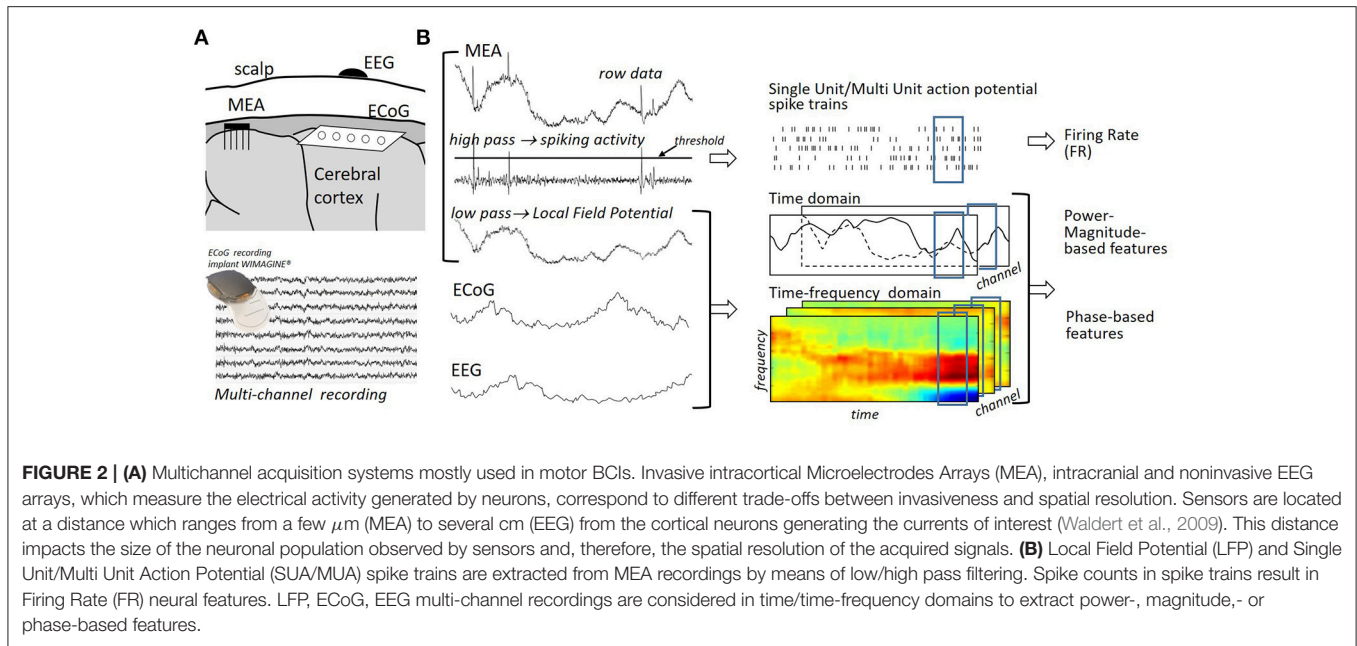 A
scalp
EEG
MEA
ECoG
Cerebral
cortex
ECoG recording
implant WIMAGINE®
Multi-channel recording
B
MEA
row data
high pass → spiking activity
threshold
low pass → Local Field Potential
ECoG
EEG
Single Unit/Multi Unit action potential
spike trains
Firing Rate
(FR)
Time domain
channel
Power-
Magnitude-
based features
Time-frequency domain
frequency
time
channel
Phase-based
features
FIGURE 2 | (A) Multichannel acquisition systems mostly used in motor BCIs. Invasive intracortical Microelectrodes Arrays (MEA), intracranial and noninvasive EEG
arrays, which measure the electrical activity generated by neurons, correspond to different trade-offs between invasiveness and spatial resolution. Sensors are located
at a distance which ranges from a few μm (MEA) to several cm (EEG) from the cortical neurons generating the currents of interest (Waldert et al., 2009). This distance
impacts the size of the neuronal population observed by sensors and, therefore, the spatial resolution of the acquired signals. (B) Local Field Potential (LFP) and Single
Unit/Multi Unit Action Potential (SUA/MUA) spike trains are extracted from MEA recordings by means of low/high pass filtering. Spike counts in spike trains result in
Firing Rate (FR) neural features. LFP, ECoG, EEG multi-channel recordings are considered in time/time-frequency domains to extract power-, magnitude,- or
phase-based features.